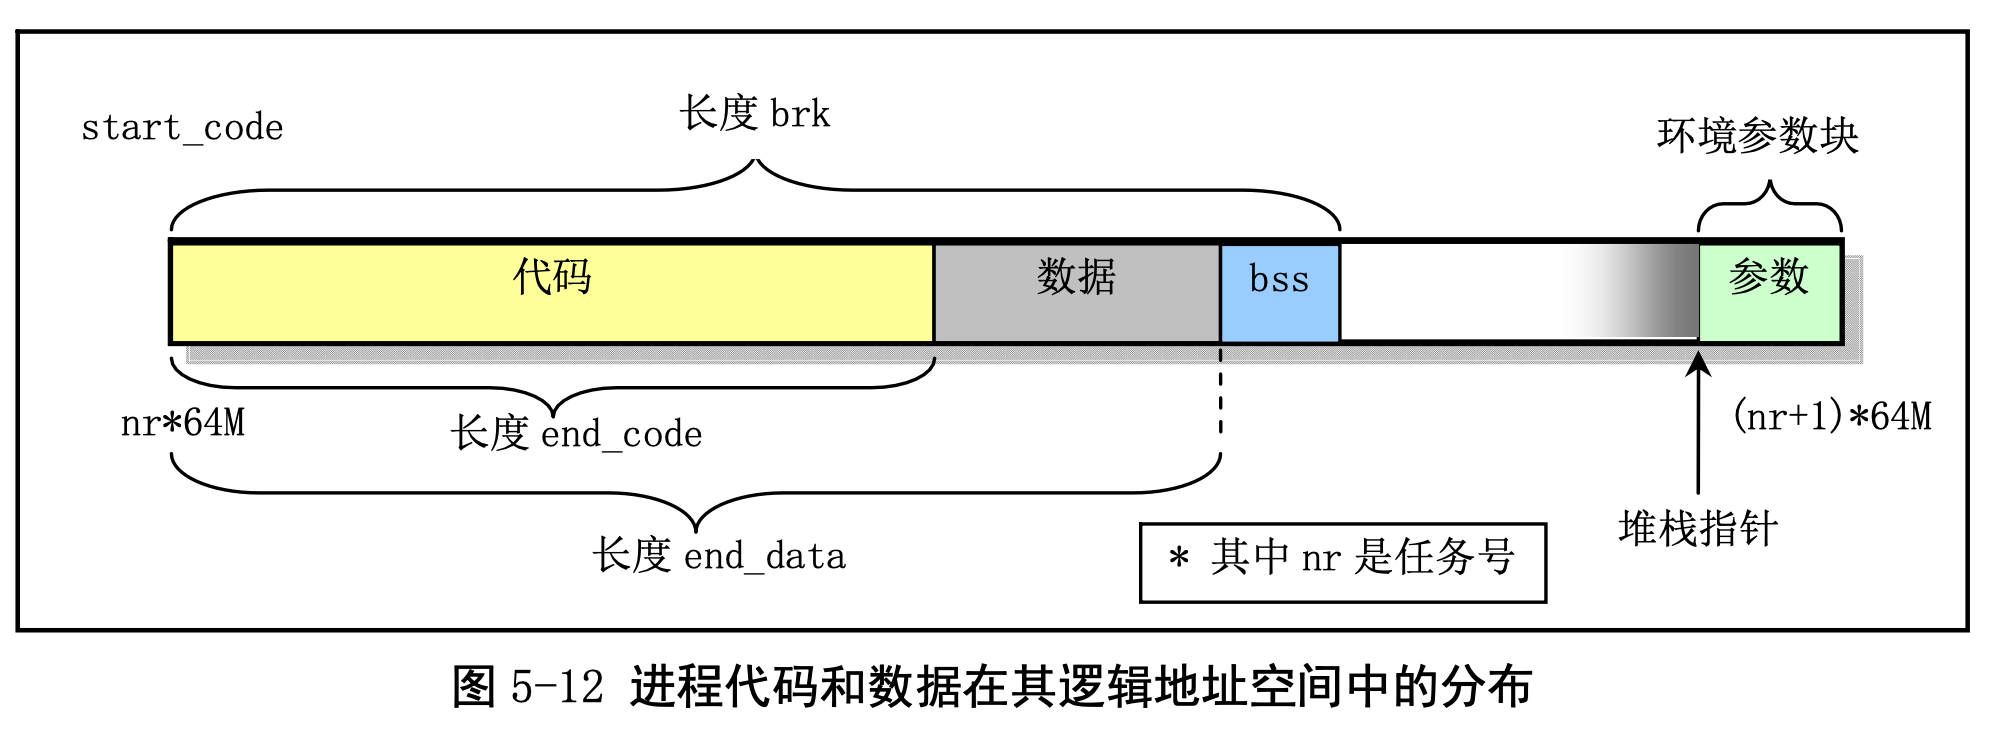 start_code
长度 brk
环境参数块
代码
数据
bss
参数
nr*64M
长度 end_code
(nr+1)*64M
长度 end_data
* 其中 nr 是任务号
堆栈指针
图 5-12 进程代码和数据在其逻辑地址空间中的分布